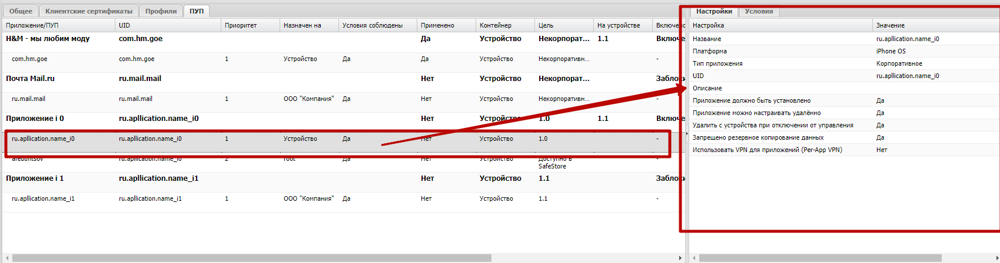 Общее Клиентские сертификаты Профили ПУП
Приложение/ПУП UID Приоритет Назначен на Условия соблюдены Применено Контейнер Цель На устройстве Включено
H&M - мы любим моду com.hm.goe Да Устройство Некорпорат... 1.1 Включе
com.hm.goe com.hm.goe 1 Устройство Да Да Устройство Некорпоративн... -
Почта Mail.ru ru.mail.mail Нет Устройство Некорпорат... Заблоки
ru.mail.mail ru.mail.mail 1 ООО "Компания" Да Нет Устройство Некорпоративн... -
Приложение i 0 ru.apllication.name_i0 Нет Устройство 1.0 1.1 Включе
ru.apllication.name_i0 ru.apllication.name_i0 1 Устройство Да Нет Устройство 1.0 -
areduntsov ru.apllication.name_i0 2 root Да Нет Устройство Доступно в
SafeStore
Приложение i 1 ru.apllication.name_i1 Нет Устройство 1.1 Заблоки
ru.apllication.name_i1 ru.apllication.name_i1 1 ООО "Компания" Да Нет Устройство 1.1 -
Настройки Условия
Настройка Значение
Название ru.apllication.name_i0
Платформа iPhone OS
Тип приложения Корпоративное
UID ru.apllication.name_i0
Описание
Приложение должно быть установлено Да
Приложение можно настраивать удалённо Да
Удалить с устройства при отключении от управления Да
Запрещено резервное копирование данных Да
Использовать VPN для приложений (Per-App VPN) Нет